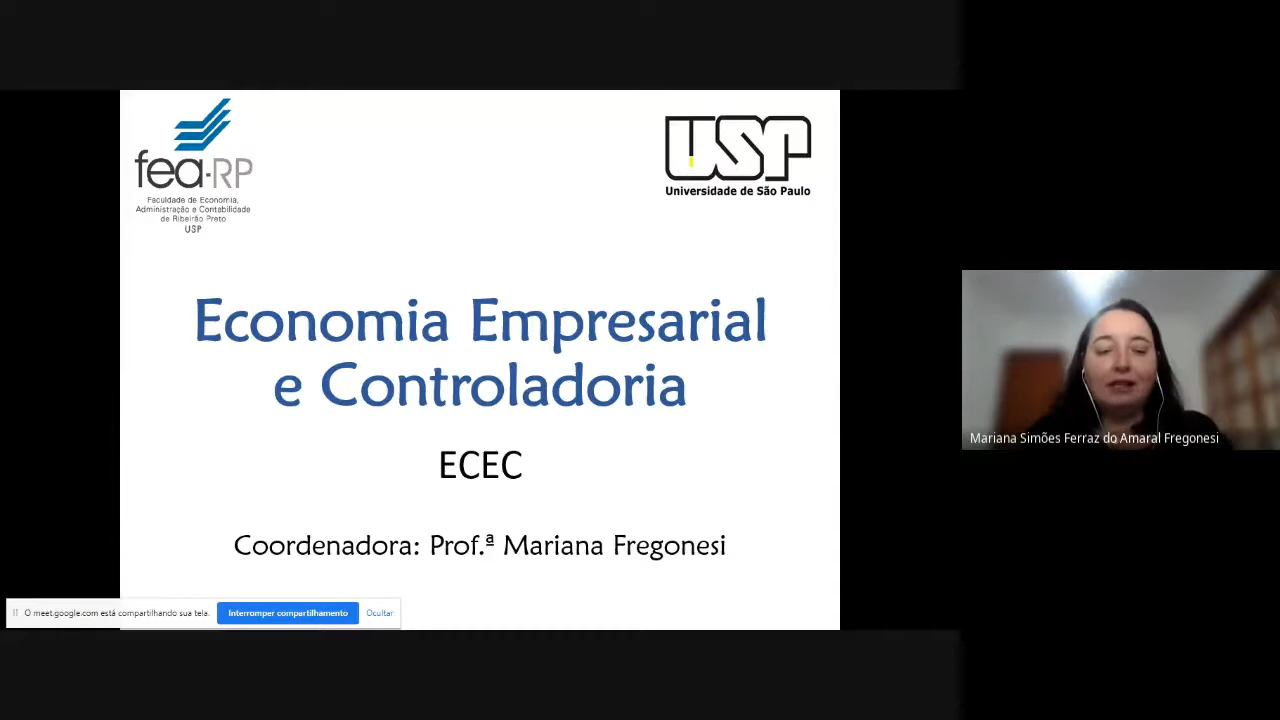 fea-RP
Faculdade de Economia,
Administração e Contabilidade
de Ribeirão Preto
USP
USP
Universidade de São Paulo
Economia Empresarial
e Controladoria
ECEC
Coordenadora: Prof.ª Mariana Fregonesi
Mariana Simões Ferraz do Amaral Fregonesi
O meet.google.com está compartilhando sua tela.
Interromper compartilhamento
Ocultar